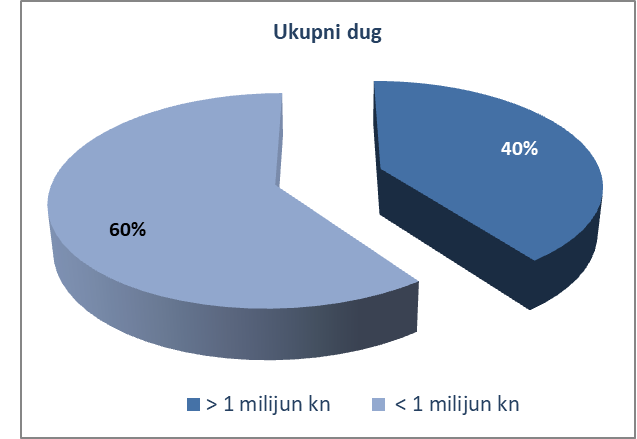 Ukupni dug
40%
60%
> 1 milijun kn
< 1 milijun kn